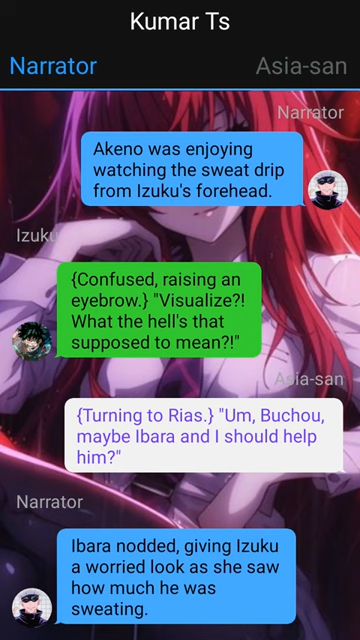 Kumar Ts
Narrator
Asia-san
Narrator
Akeno was enjoying
watching the sweat drip
from Izuku's forehead.
Izuku
{Confused, raising an
eyebrow.} "Visualize?!
What the hell's that
supposed to mean?!"
Asia-san
{Turning to Rias.} "Um, Buchou,
maybe Ibara and I should help
him?"
Narrator
Ibara nodded, giving Izuku
a worried look as she saw
how much he was
sweating.